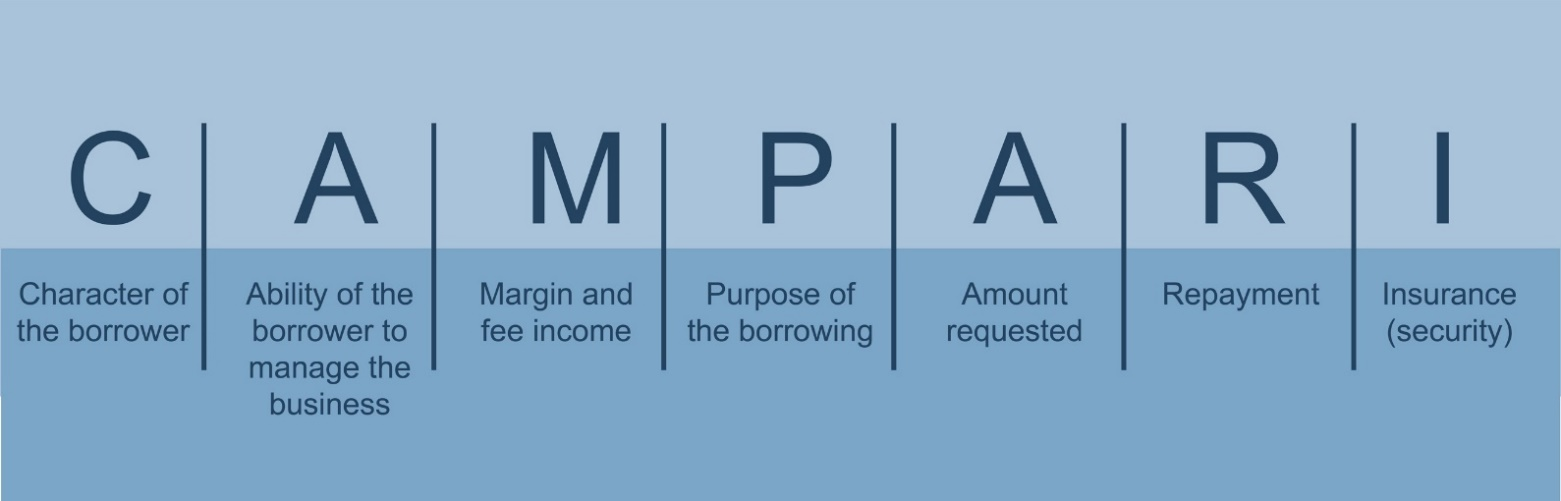 C A M P A R I
Character of
the borrower
Ability of the
borrower to
manage the
business
Margin and
fee income
Purpose of
the borrowing
Amount
requested
Repayment
Insurance
(security)